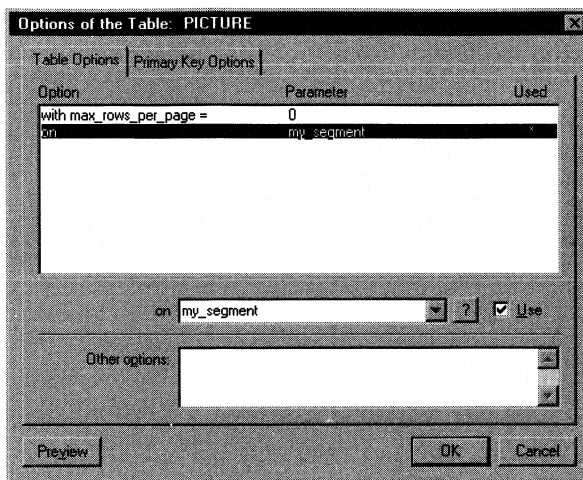 Options of the Table: PICTURE
Table Options Primary Key Options
Option Parameter Used
with max_rows_per_page = 0
on my_segment *
on my_segment ? Use
Other options:
Preview OK Cancel